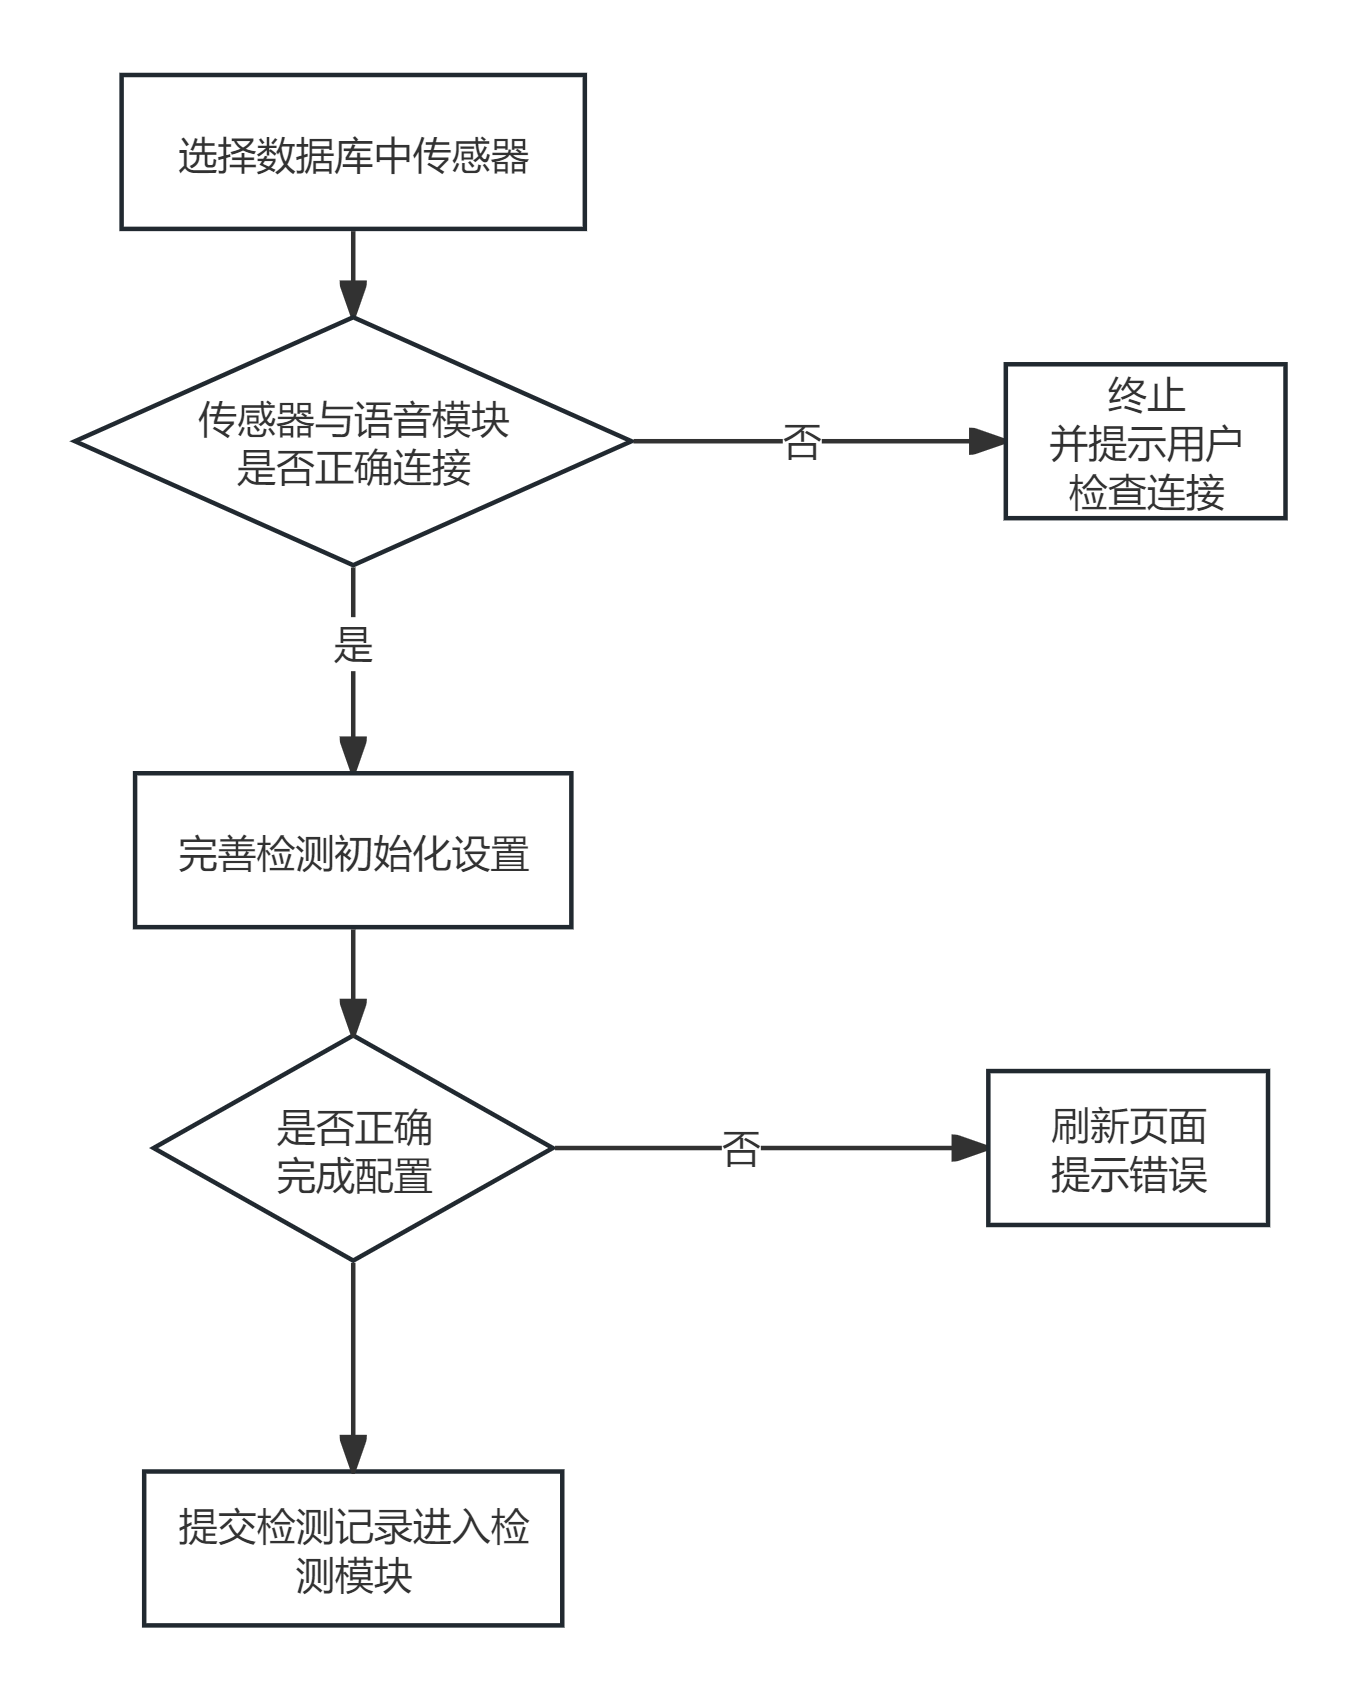 选择数据库中传感器
传感器与语音模块
是否正确连接
否
终止
并提示用户
检查连接
是
完善检测初始化设置
是否正确
完成配置
否
刷新页面
提示错误
提交检测记录进入检
测模块